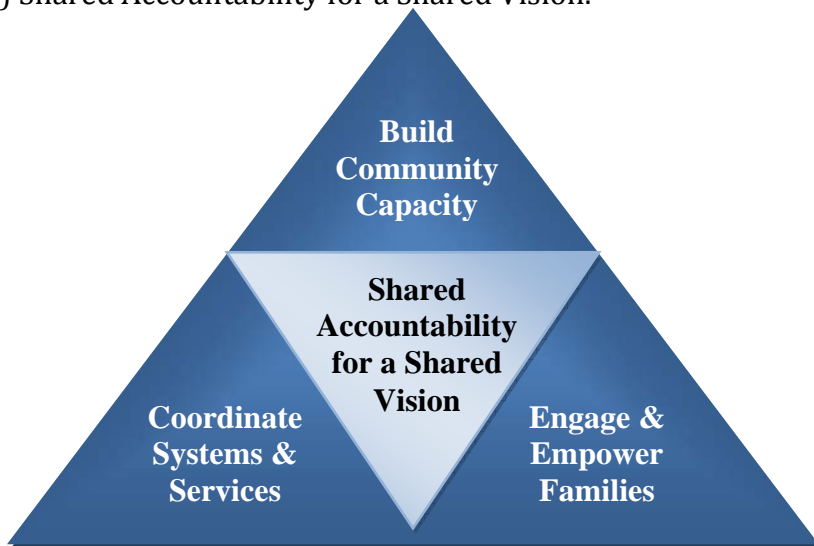 Shared Accountability for a Shared Vision.
Build
Community
Capacity
Shared
Accountability
for a Shared
Vision
Coordinate
Systems &
Services
Engage &
Empower
Families